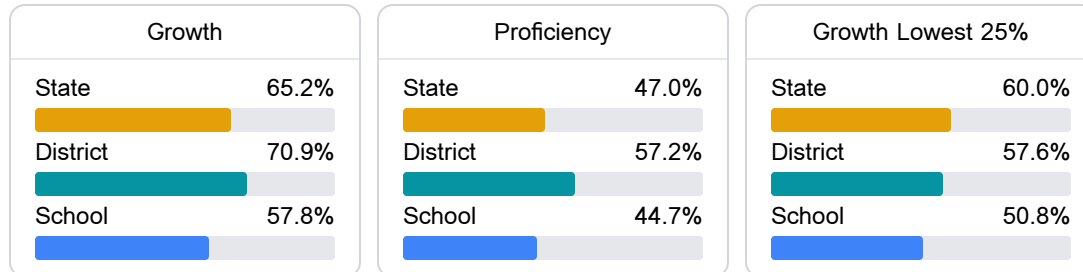 Growth
State 65.2%
District 70.9%
School 57.8%
Proficiency
State 47.0%
District 57.2%
School 44.7%
Growth Lowest 25%
State 60.0%
District 57.6%
School 50.8%